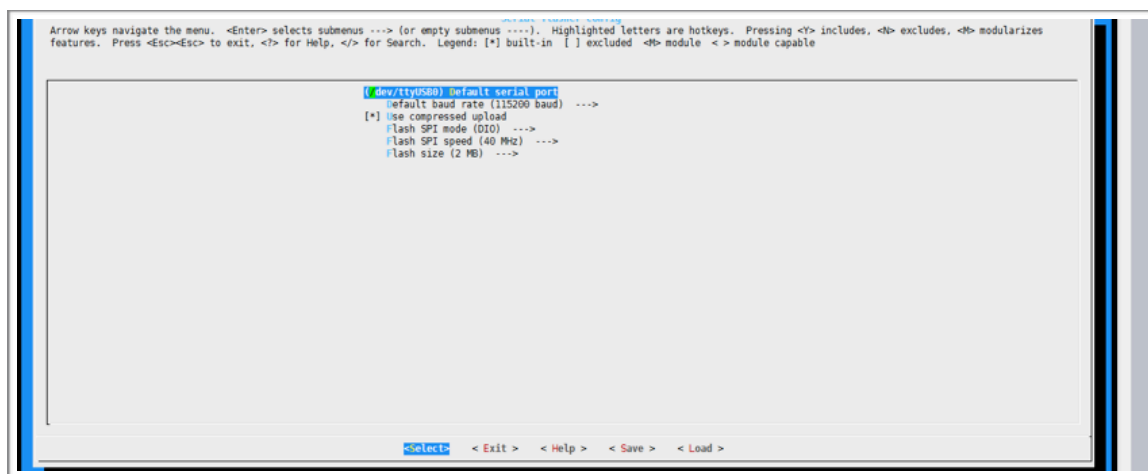 Serial Flasher Config
Arrow keys navigate the menu.  <Enter> selects submenus ---> (or empty submenus ----).  Highlighted letters are hotkeys.  Pressing <Y> includes, <N> excludes, <M> modularizes
features.  Press <Esc><Esc> to exit, <?> for Help, </> for Search.  Legend: [*] built-in  [ ] excluded  <M> module  < > module capable
(/dev/ttyUSB0) Default serial port
Default baud rate (115200 baud)  --->
[*] Use compressed upload
Flash SPI mode (DIO)  --->
Flash SPI speed (40 MHz)  --->
Flash size (2 MB)  --->
<Select>    < Exit >    < Help >    < Save >    < Load >